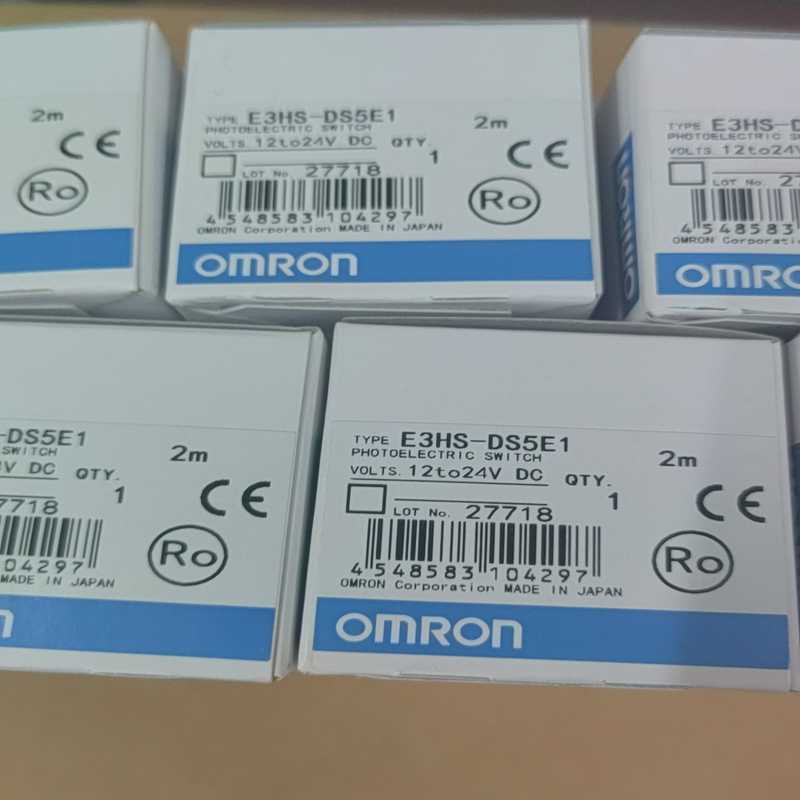 2m
CE
Ro
TYPE E3HS-DS5E1 2m
PHOTOELECTRIC SWITCH
VOLTS. 12to24V DC QTY.
1 CE
LOT No. 27718
Ro
4 548583 104297
OMRON Corporation MADE IN JAPAN
OMRON
TYPE E3HS-D
PHOTOELECTRIC S
VOLTS. 12to24V
LOT No. 27
4 548583
OMRON Corporatio
OMRO
OMRON
-DS5E1 2m
SWITCH
V DC QTY.
1 CE
7718
Ro
04297
MADE IN JAPAN
n
TYPE E3HS-DS5E1 2m
PHOTOELECTRIC SWITCH
VOLTS. 12to24V DC QTY.
1 CE
LOT No. 27718
Ro
4 548583 104297
OMRON Corporation MADE IN JAPAN
OMRON